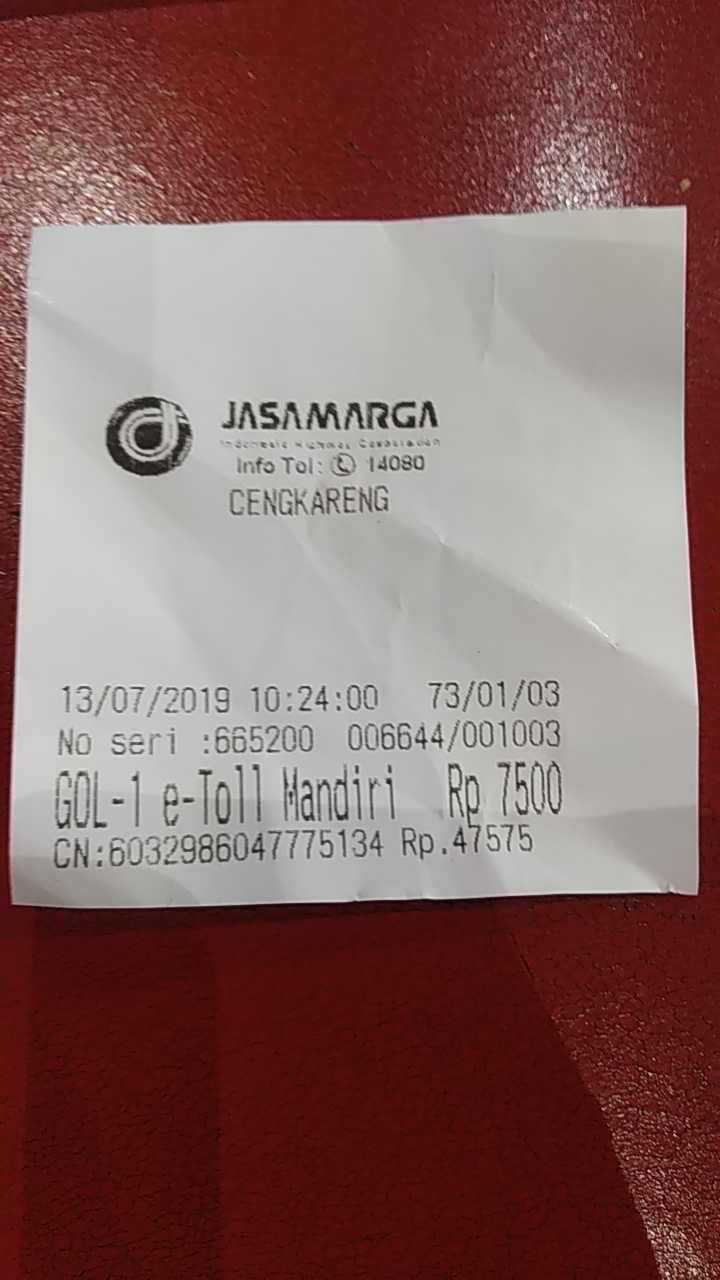 JASAMARGA
Indonesia Highway Corporation
Info Tol : 14080
CENGKARENG
13/07/2019 10:24:00 73/01/03
No seri :665200 006644/001003
GOL-1 e-Toll Mandiri Rp 7500
CN:6032986047775134 Rp.47575